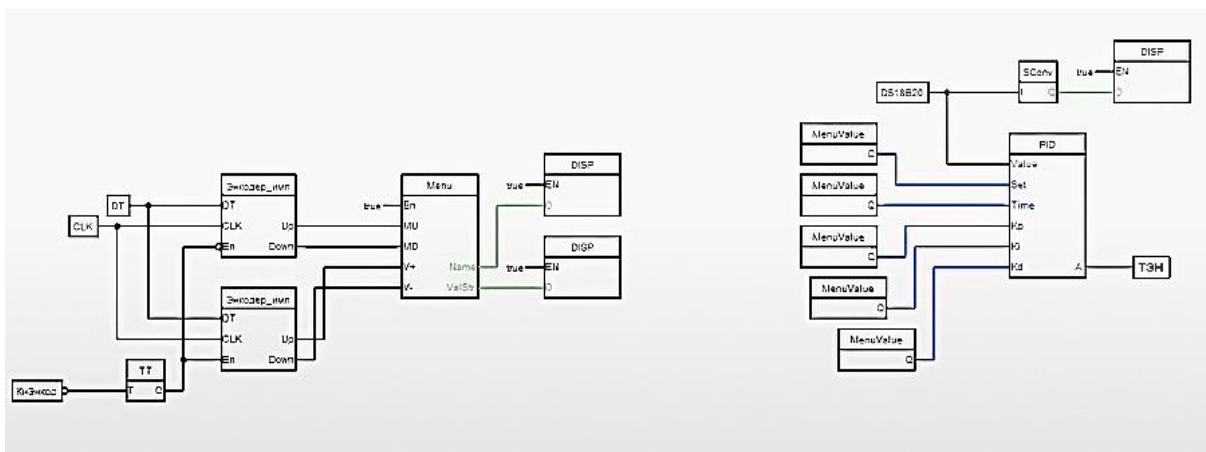 DISP
SConv
true EN
DS18B20
I Q D
MenuValue
Q
PID
Value
MenuValue
Q
Set
Time
MenuValue
Q
Kp
Ki
Kd
A
ТЭН
MenuValue
Q
MenuValue
Q
DISP
true EN
D
DISP
true EN
D
Энкодер_имп
DT
DT
CLK
CLK Up
En Down
Menu
true En
MU
MD
V+ Name
V- ValStr
Энкодер_имп
DT
CLK Up
En Down
TT
КнЭнкод
T Q